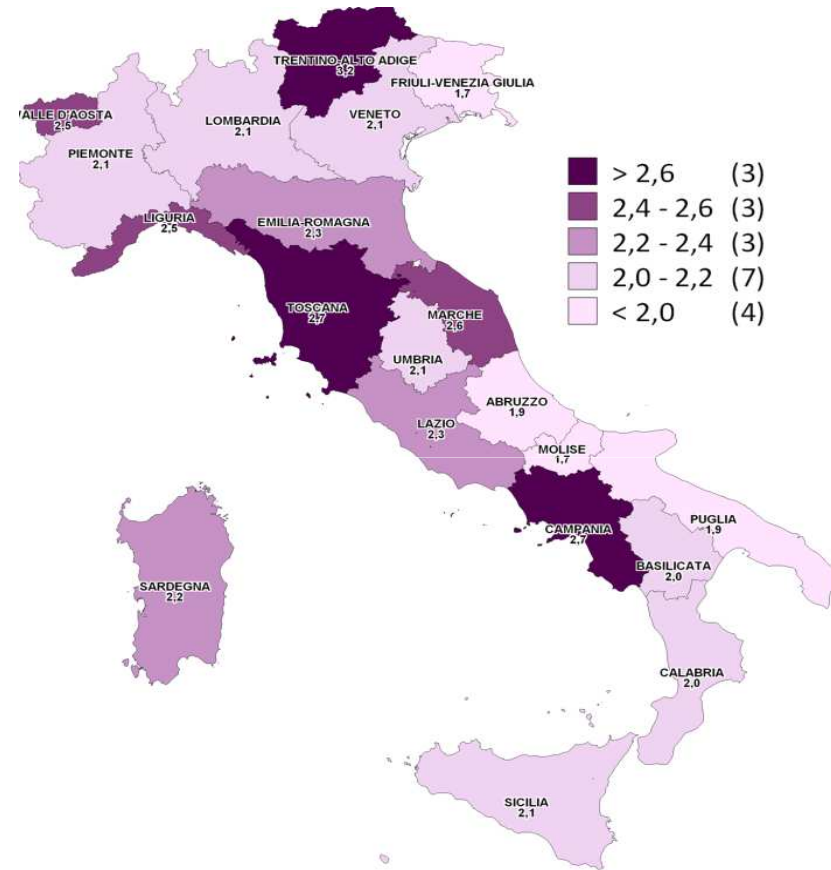 TRENTINO-ALTO ADIGE
3,2
FRIULI-VENEZIA GIULIA
1,7
VALLE D'AOSTA
2,5
LOMBARDIA
2,1
VENETO
2,1
PIEMONTE
2,1
> 2,6 (3)
2,4 - 2,6 (3)
2,2 - 2,4 (3)
2,0 - 2,2 (7)
< 2,0 (4)
LIGURIA
2,5
EMILIA-ROMAGNA
2,3
TOSCANA
2,7
MARCHE
2,6
UMBRIA
2,1
ABRUZZO
1,9
LAZIO
2,3
MOLISE
1,7
PUGLIA
1,9
CAMPANIA
2,7
BASILICATA
2,0
SARDEGNA
2,2
CALABRIA
2,0
SICILIA
2,1